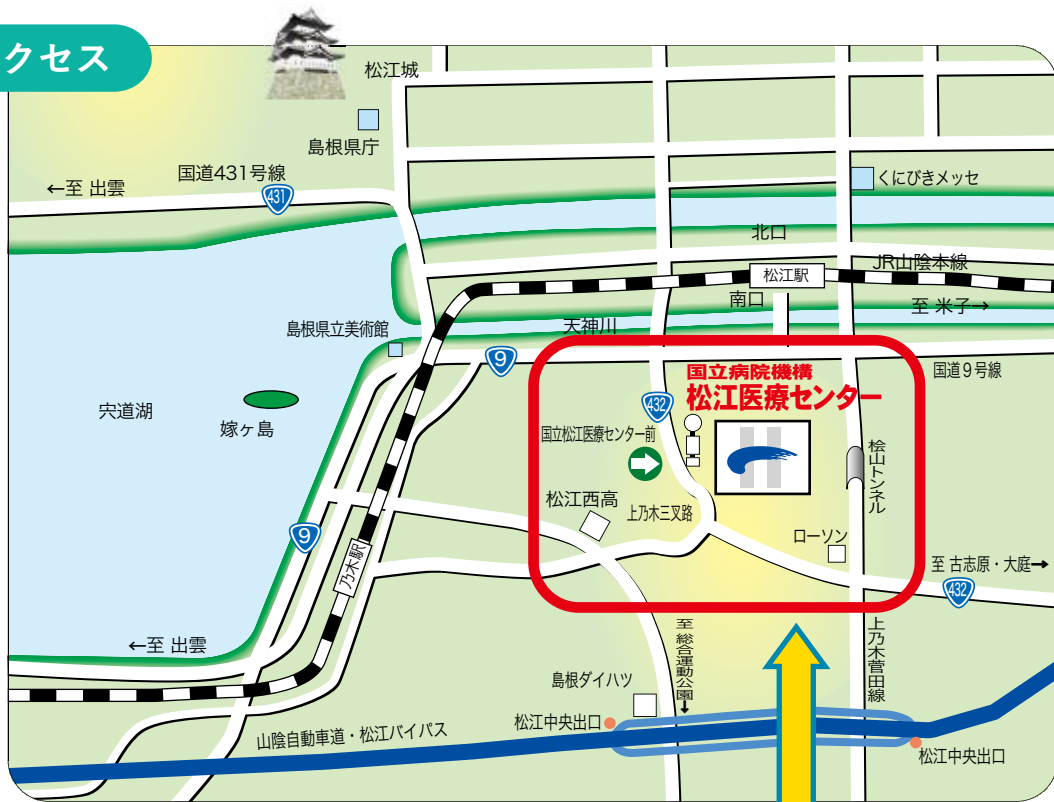 クセス
松江城
島根県庁
国道431号線
431
←至 出雲
くにびきメッセ
北口
松江駅
JR山陰本線
南口
至 米子→
天神川
島根県立美術館
9
国道9号線
国立病院機構
松江医療センター
432
国立松江医療センター前
宍道湖
嫁ヶ島
松江西高
上乃木三叉路
桧山トンネル
ローソン
9
乃木駅
至 古志原・大庭→
432
←至 出雲
至 総合運動公園→
上乃木菅田線
島根ダイハツ
松江中央出口
山陰自動車道・松江バイパス
松江中央出口